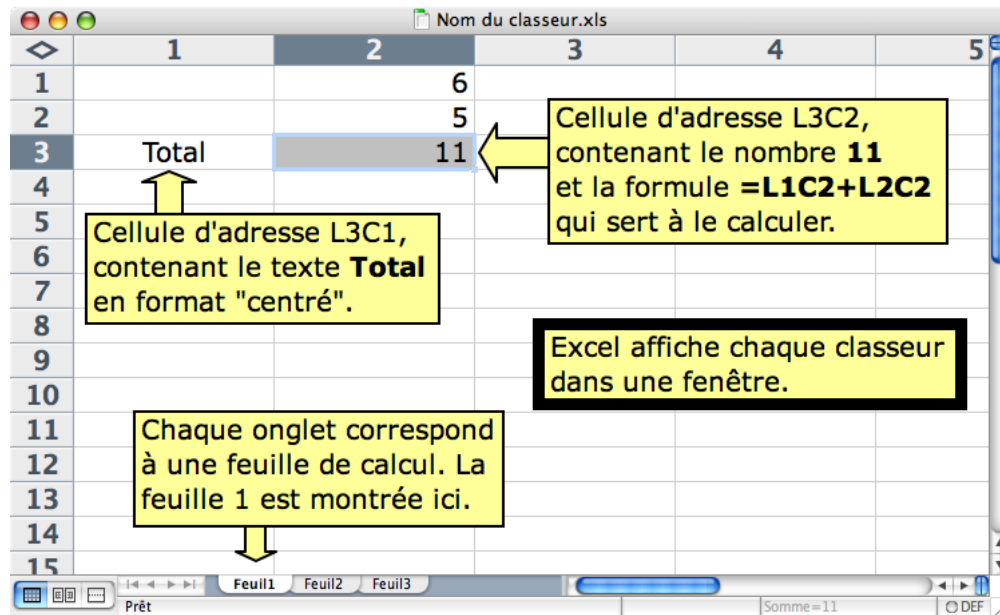 Nom du classeur.xls
1 2 3 4 5
1 6
2 5
3 Total 11
4
5
6
7
8
9
10
11
12
13
14
15
Cellule d'adresse L3C2,
contenant le nombre 11
et la formule =L1C2+L2C2
qui sert à le calculer.
Cellule d'adresse L3C1,
contenant le texte Total
en format "centré".
Excel affiche chaque classeur
dans une fenêtre.
Chaque onglet correspond
à une feuille de calcul. La
feuille 1 est montrée ici.
Feuil1 Feuil2 Feuil3
Prêt Somme=11 DEF